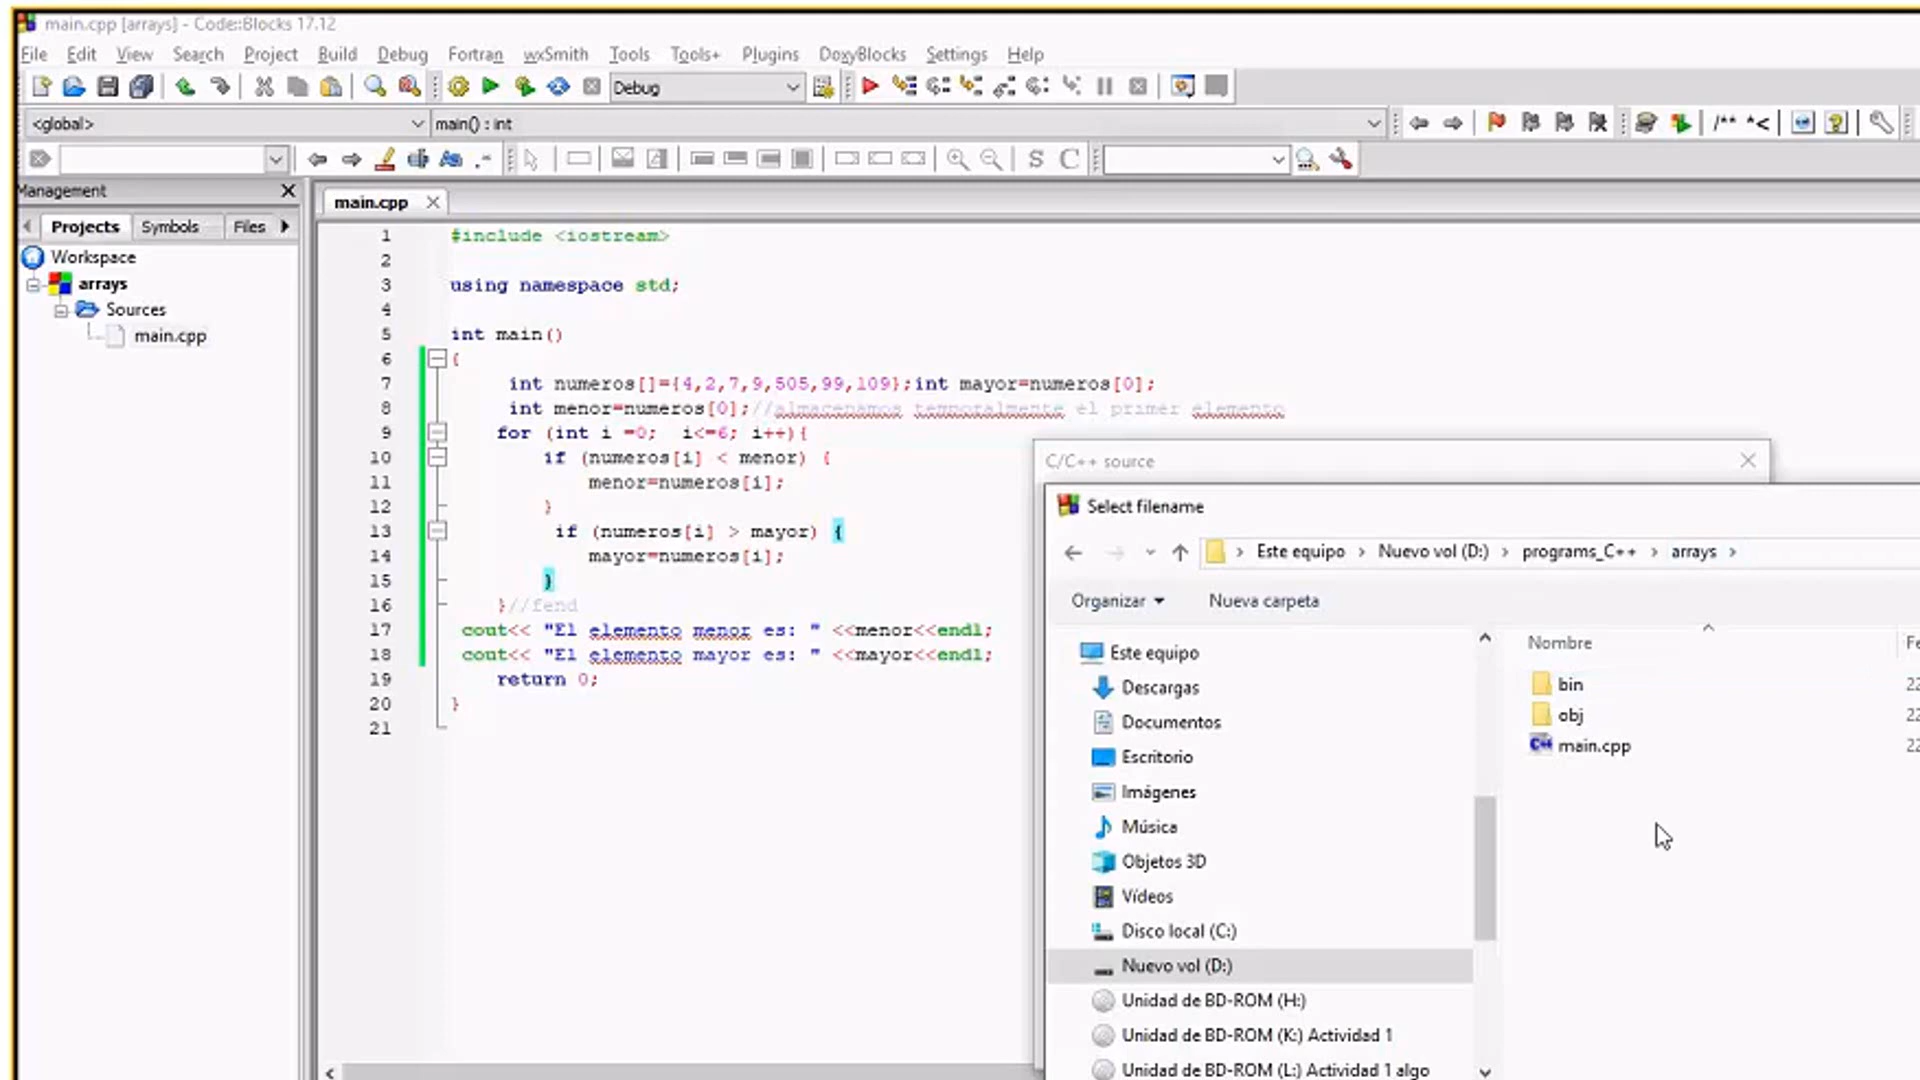 main.cpp [arrays] - Code::Blocks 17.12
File Edit View Search Project Build Debug Fortran wxSmith Tools Tools+ Plugins DoxyBlocks Settings Help
Debug
<global> main() : int
/** *<
S C
Management
main.cpp
Projects Symbols Files
Workspace
arrays
Sources
main.cpp
1 #include <iostream>
2
3 using namespace std;
4
5 int main()
6 {
7 int numeros[]={4,2,7,9,505,99,109};int mayor=numeros[0];
8 int menor=numeros[0];//almacenamos temporalmente el primer elemento
9 for (int i =0; i<=6; i++){
10 if (numeros[i] < menor) {
11 menor=numeros[i];
12 }
13 if (numeros[i] > mayor) {
14 mayor=numeros[i];
15 }
16 }//fend
17 cout<< "El elemento menor es: " <<menor<<endl;
18 cout<< "El elemento mayor es: " <<mayor<<endl;
19 return 0;
20 }
21
C/C++ source
Select filename
Este equipo > Nuevo vol (D:) > programs_C++ > arrays >
Organizar Nueva carpeta
Este equipo
Descargas
Documentos
Escritorio
Imágenes
Música
Objetos 3D
Vídeos
Disco local (C:)
Nuevo vol (D:)
Unidad de BD-ROM (H:)
Unidad de BD-ROM (K:) Actividad 1
Unidad de BD-ROM (L:) Actividad 1 algo
Nombre Fe
bin 22
obj 22
main.cpp 22